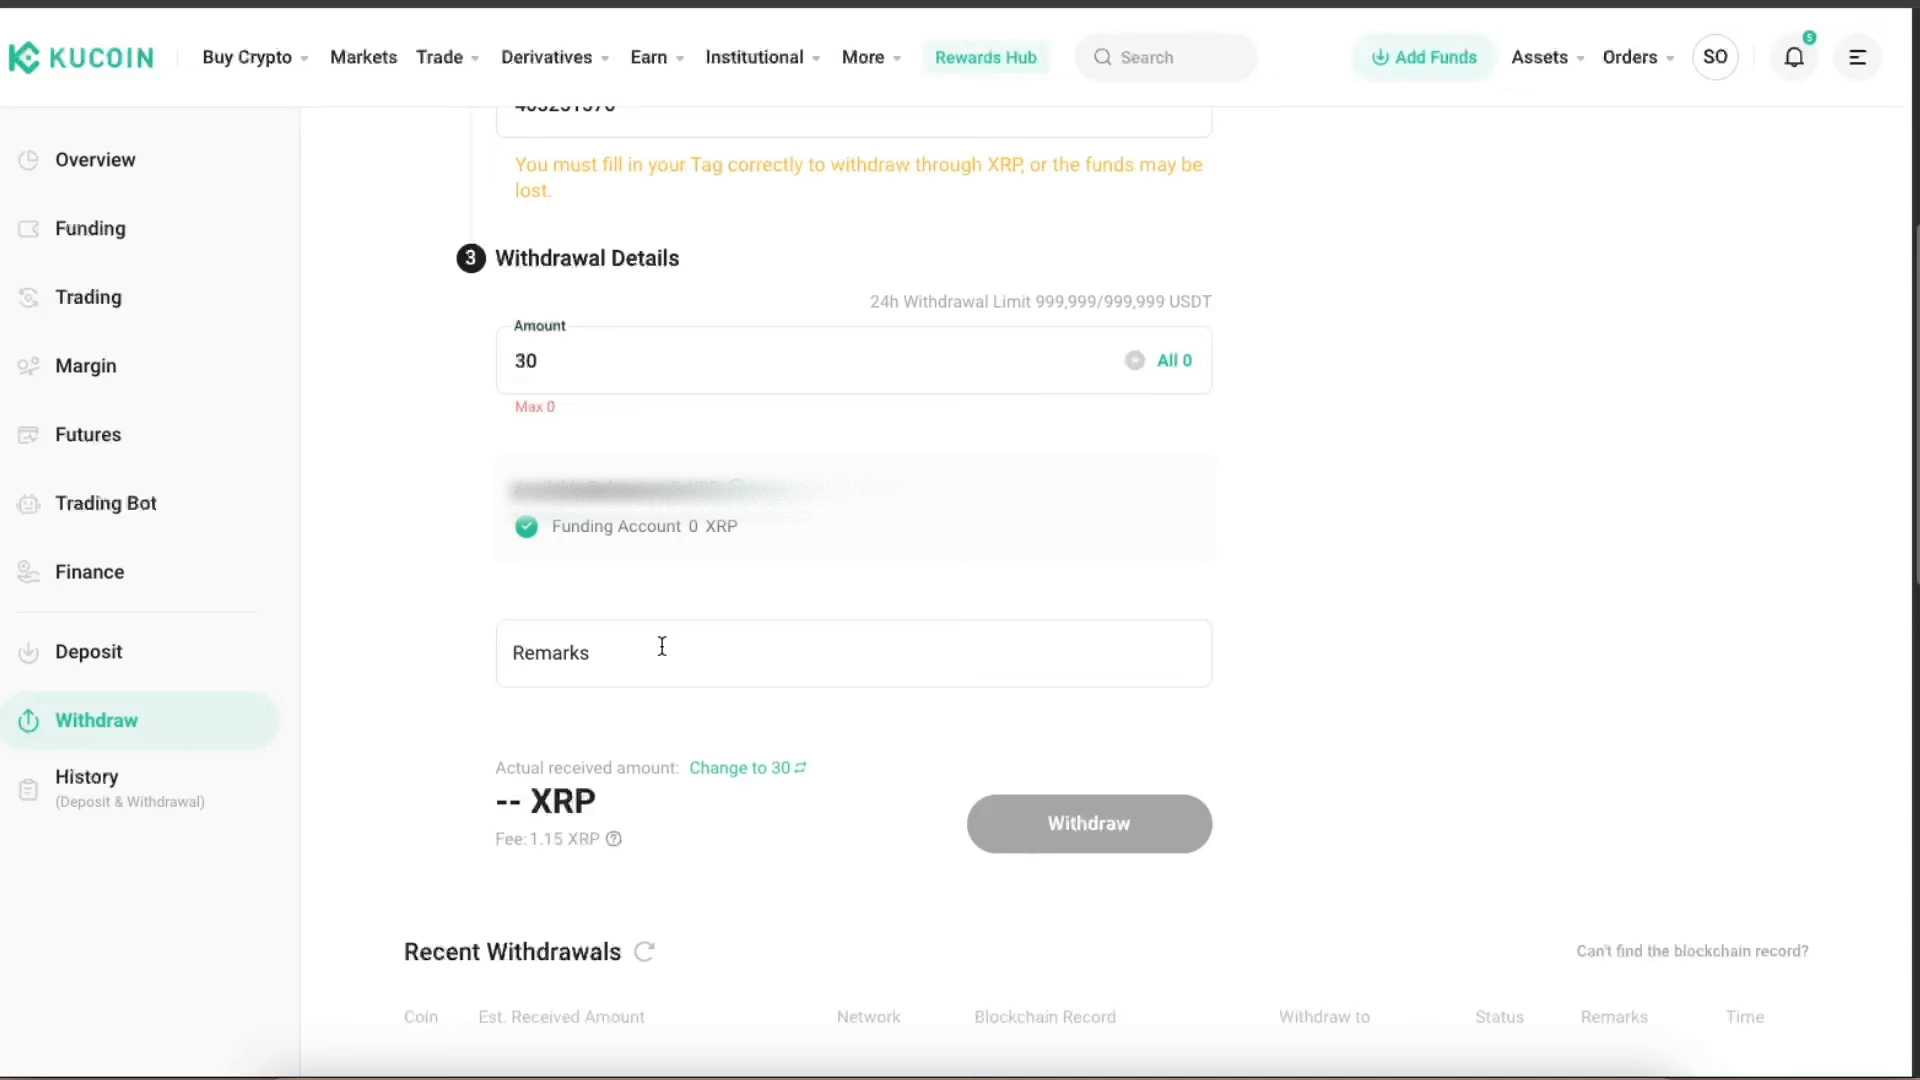 KUCOIN
Buy Crypto
Markets
Trade
Derivatives
Earn
Institutional
More
Rewards Hub
Search
Add Funds
Assets
Orders
SO
5
Overview
Funding
Trading
Margin
Futures
Trading Bot
Finance
Deposit
Withdraw
History
(Deposit & Withdrawal)
You must fill in your Tag correctly to withdraw through XRP, or the funds may be
lost.
3 Withdrawal Details
24h Withdrawal Limit 999,999/999,999 USDT
Amount
30
All 0
Max 0
Funding Account 0 XRP
Remarks
Actual received amount: Change to 30
-- XRP
Fee: 1.15 XRP
Withdraw
Recent Withdrawals
Can't find the blockchain record?
Coin Est. Received Amount Network Blockchain Record Withdraw to Status Remarks Time